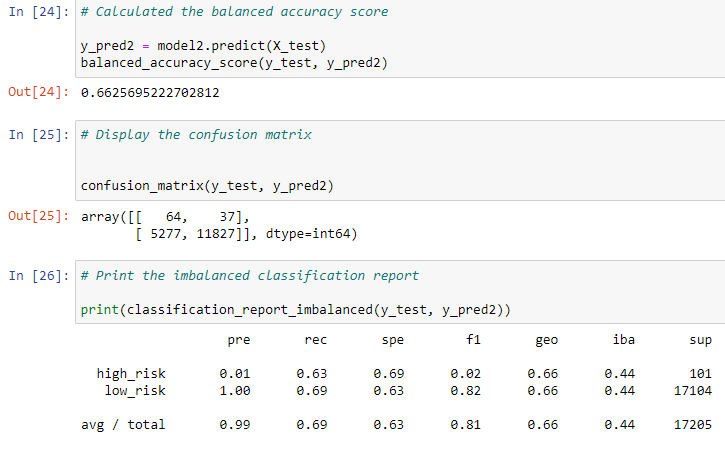 In [24]: # Calculated the balanced accuracy score
y_pred2 = model2.predict(X_test)
balanced_accuracy_score(y_test, y_pred2)
Out[24]: 0.6625695222702812
In [25]: # Display the confusion matrix
confusion_matrix(y_test, y_pred2)
Out[25]: array([[   64,    37],
       [ 5277, 11827]], dtype=int64)
In [26]: # Print the imbalanced classification report
print(classification_report_imbalanced(y_test, y_pred2))
pre rec spe f1 geo iba sup
high_risk 0.01 0.63 0.69 0.02 0.66 0.44 101
low_risk 1.00 0.69 0.63 0.82 0.66 0.44 17104
avg / total 0.99 0.69 0.63 0.81 0.66 0.44 17205